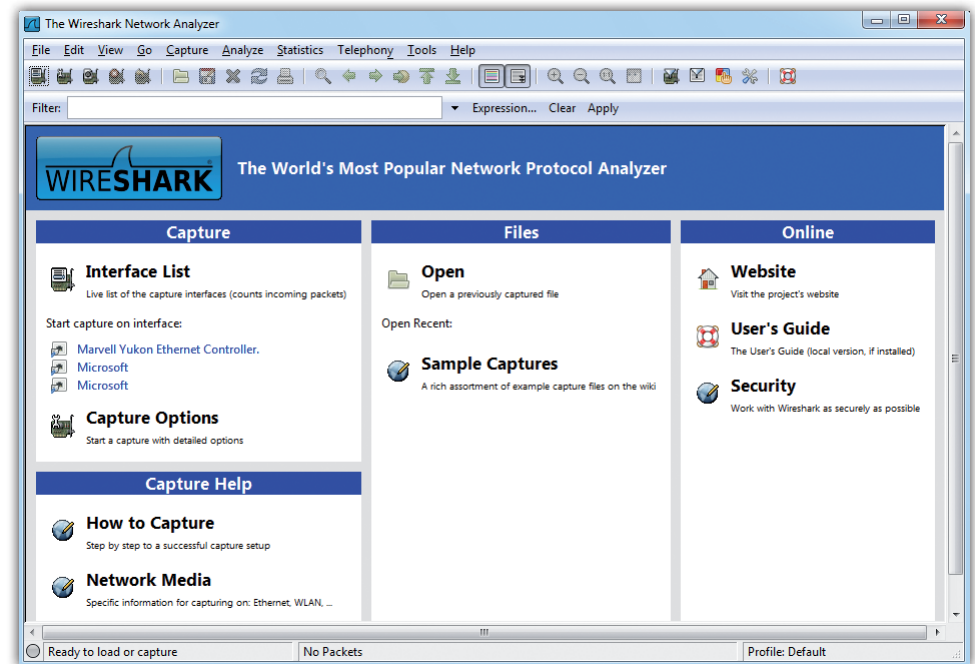 The Wireshark Network Analyzer
File Edit View Go Capture Analyze Statistics Telephony Tools Help
Filter: Expression... Clear Apply
WIRESHARK
The World's Most Popular Network Protocol Analyzer
Capture
Interface List
Live list of the capture interfaces (counts incoming packets)
Start capture on interface:
Marvell Yukon Ethernet Controller.
Microsoft
Microsoft
Capture Options
Start a capture with detailed options
Capture Help
How to Capture
Step by step to a successful capture setup
Network Media
Specific information for capturing on: Ethernet, WLAN, ...
Files
Open
Open a previously captured file
Open Recent:
Sample Captures
A rich assortment of example capture files on the wiki
Online
Website
Visit the project's website
User's Guide
The User's Guide (local version, if installed)
Security
Work with Wireshark as securely as possible
Ready to load or capture
No Packets
Profile: Default